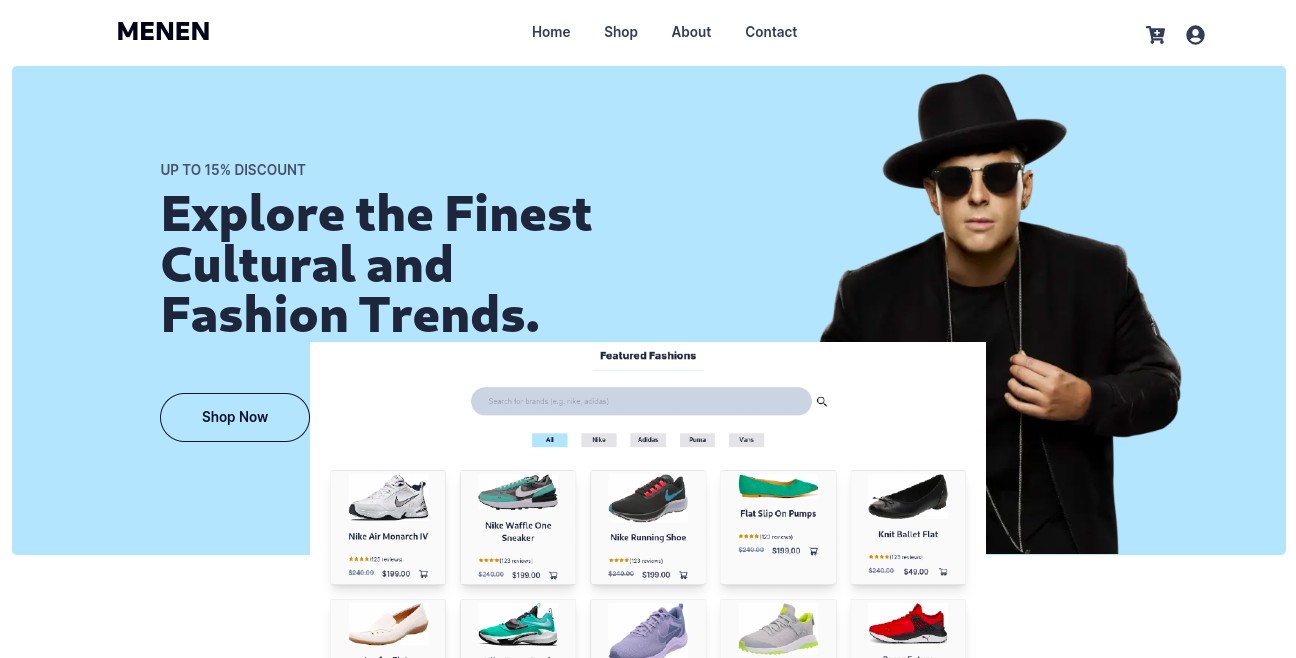 MENEN
Home Shop About Contact
UP TO 15% DISCOUNT
Explore the Finest
Cultural and
Fashion Trends.
Shop Now
Featured Fashions
Search for brands (e.g. nike, adidas)
All Nike Adidas Puma Vans
Nike Air Monarch IV
★★★★(123 reviews)
$240.00 $199.00
Nike Waffle One
Sneaker
★★★★(123 reviews)
$240.00 $199.00
Nike Running Shoe
★★★★(123 reviews)
$240.00 $199.00
Flat Slip On Pumps
★★★★(123 reviews)
$240.00 $199.00
Knit Ballet Flat
★★★★(123 reviews)
$240.00 $49.00